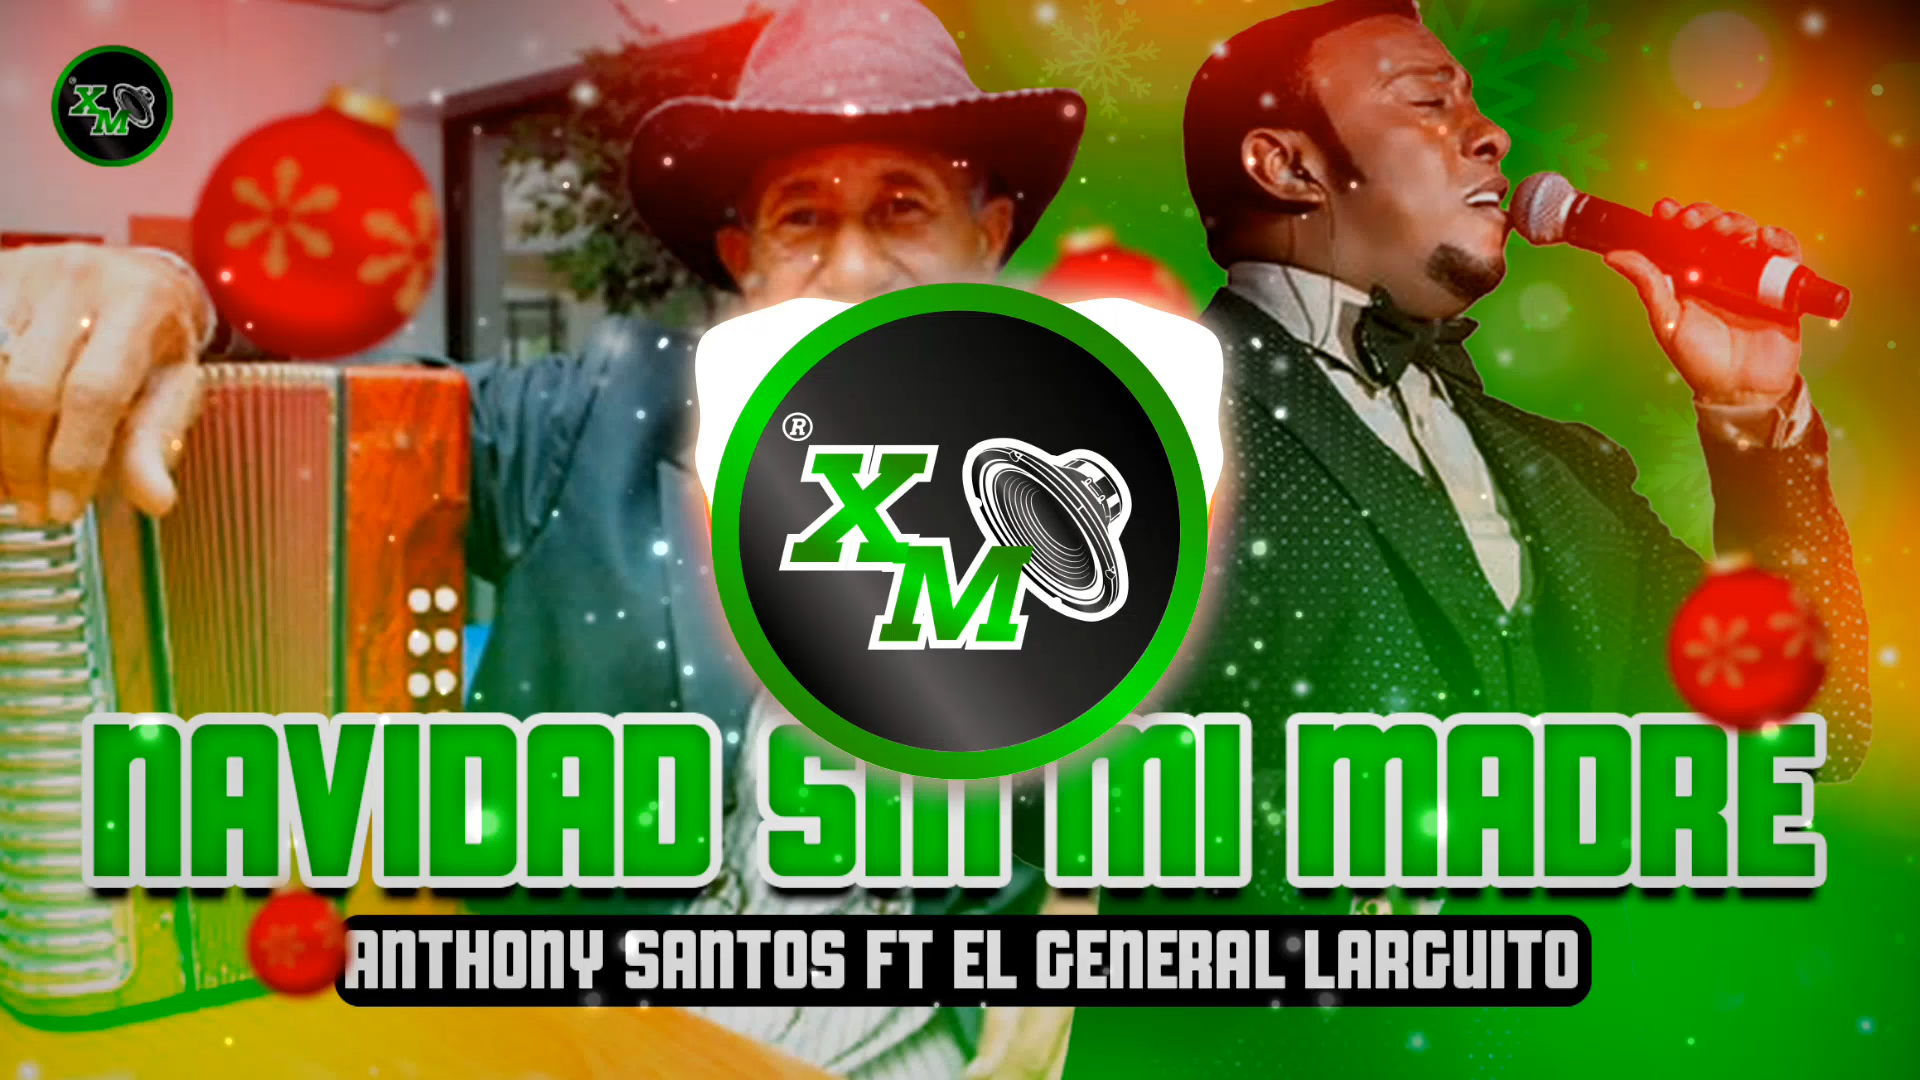 XM
®
XM
NAVIDAD SIN MI MADRE
ANTHONY SANTOS FT EL GENERAL LARGUITO